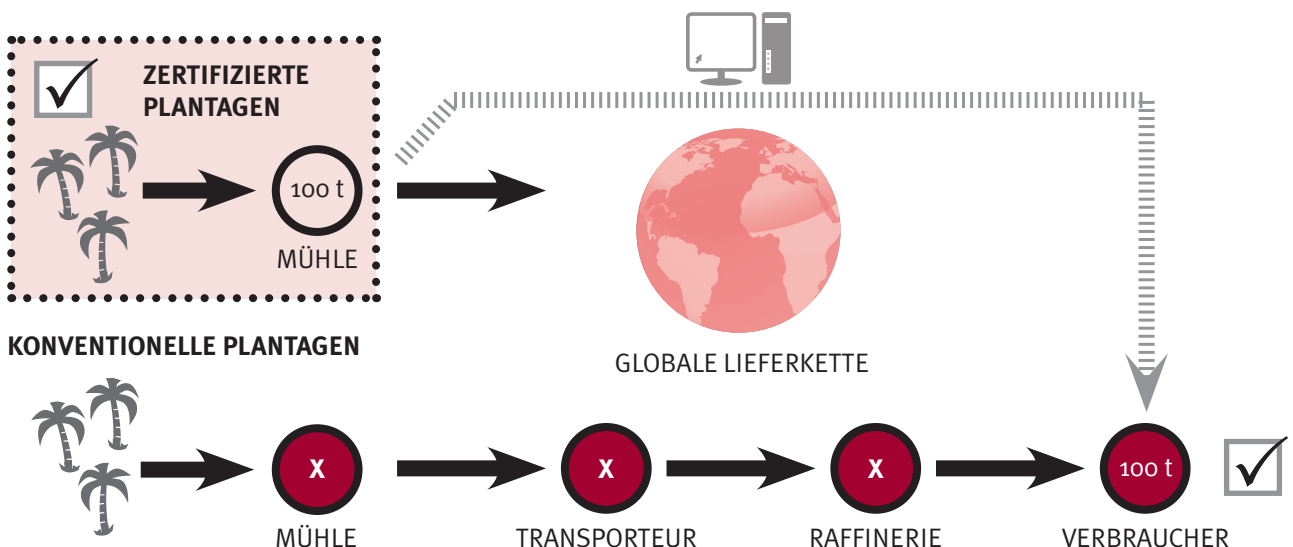 ZERTIFIZIERTE
PLANTAGEN
100 t
MÜHLE
GLOBALE LIEFERKETTE
KONVENTIONELLE PLANTAGEN
X
X
X
100 t
MÜHLE
TRANSPORTEUR
RAFFINERIE
VERBRAUCHER